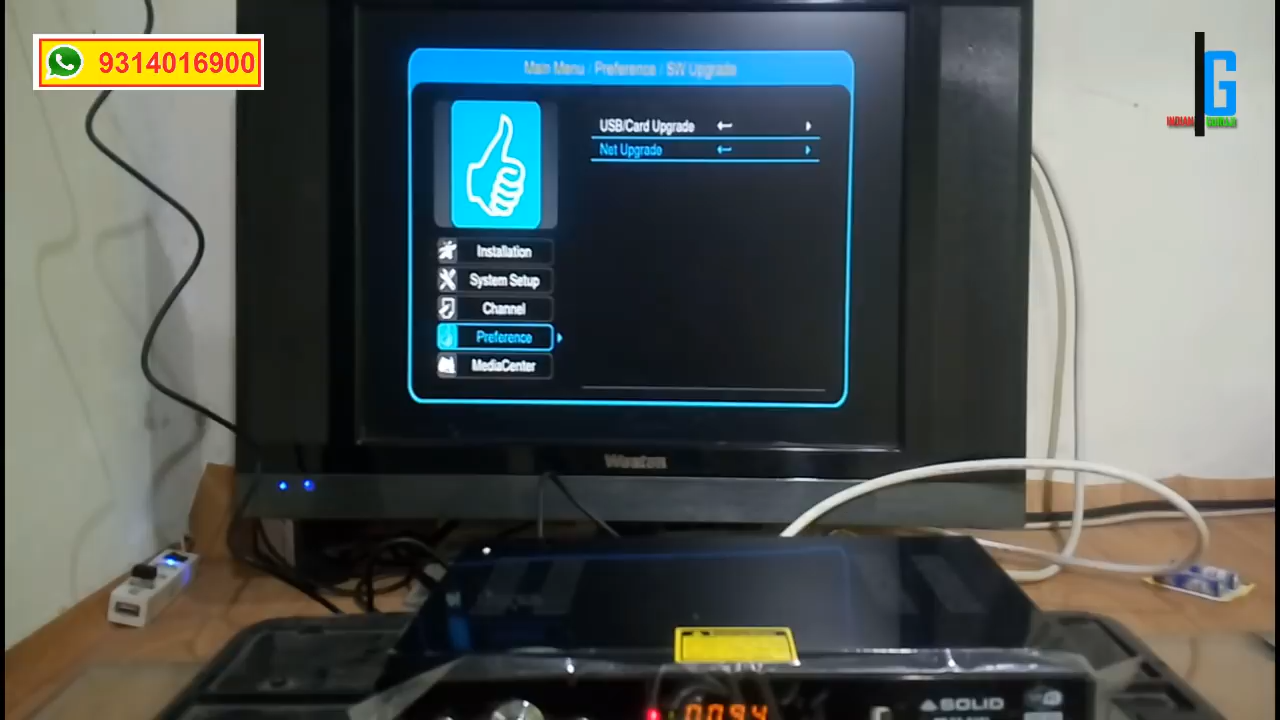 9314016900
G
INDIAN
Main Menu / Preference / SW Upgrade
USB/Card Upgrade
Net Upgrade
Installation
System Setup
Channel
Preference
MediaCenter
SOLID
0094